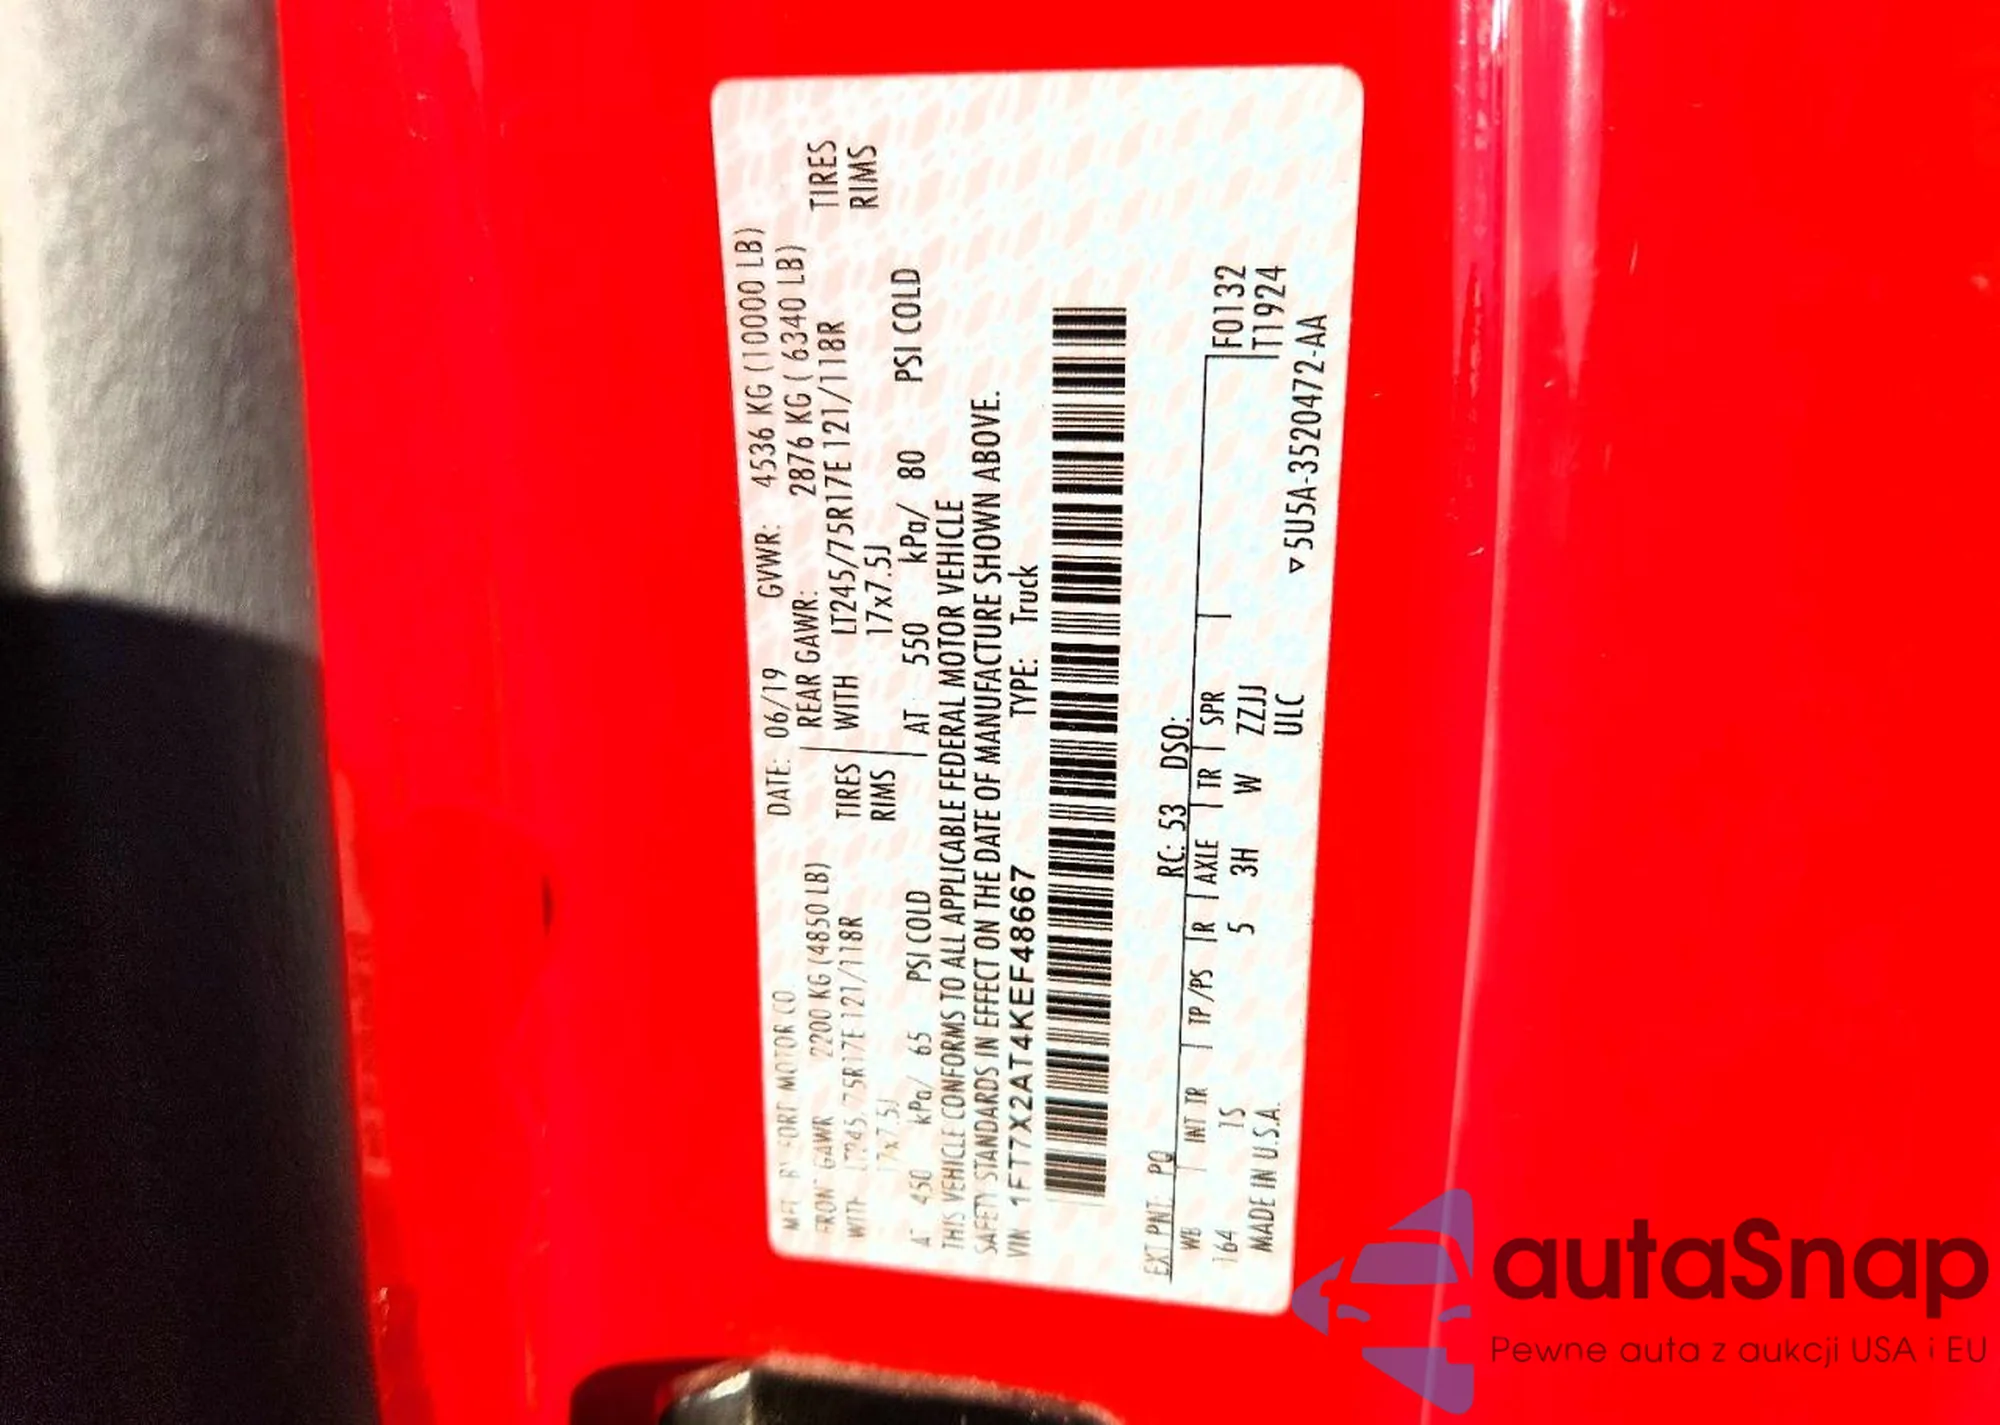 MFD. BY FORD MOTOR CO. DATE: 06/19 GVWR: 4536 KG (10000 LB)
FRONT GAWR 2200 KG (4850 LB) REAR GAWR: 2876 KG ( 6340 LB)
WITH LT245/75R17E 121/118R TIRES WITH LT245/75R17E 121/118R TIRES
17x7.5J RIMS 17x7.5J RIMS
AT 450 kPa/ 65 PSI COLD AT 550 kPa/ 80 PSI COLD
THIS VEHICLE CONFORMS TO ALL APPLICABLE FEDERAL MOTOR VEHICLE
SAFETY STANDARDS IN EFFECT ON THE DATE OF MANUFACTURE SHOWN ABOVE.
VIN 1FT7X2AT4KEF48667 TYPE: Truck
EXT PNT: PQ RC: 53 DSO:
WB INT TR TP/PS R AXLE TR SPR F0132
164 1S 5 3H W ZZJJ T1924
MADE IN U.S.A. ULC ▽5U5A-3520472-AA
autaSnap
Pewne auta z aukcji USA i EU